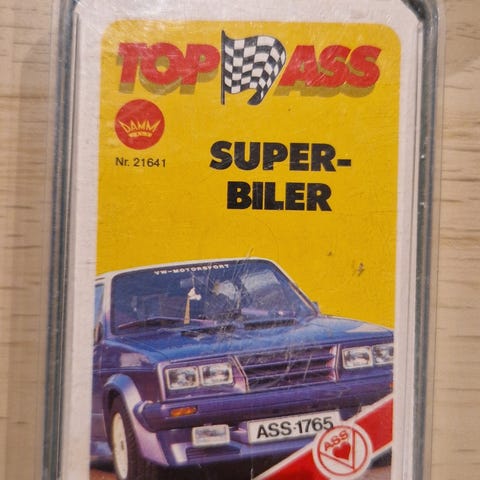 TOP ASS
DAMM
Nr. 21641
SUPER-
BILER
VW-MOTORSPORT
ASS-1765
ASS